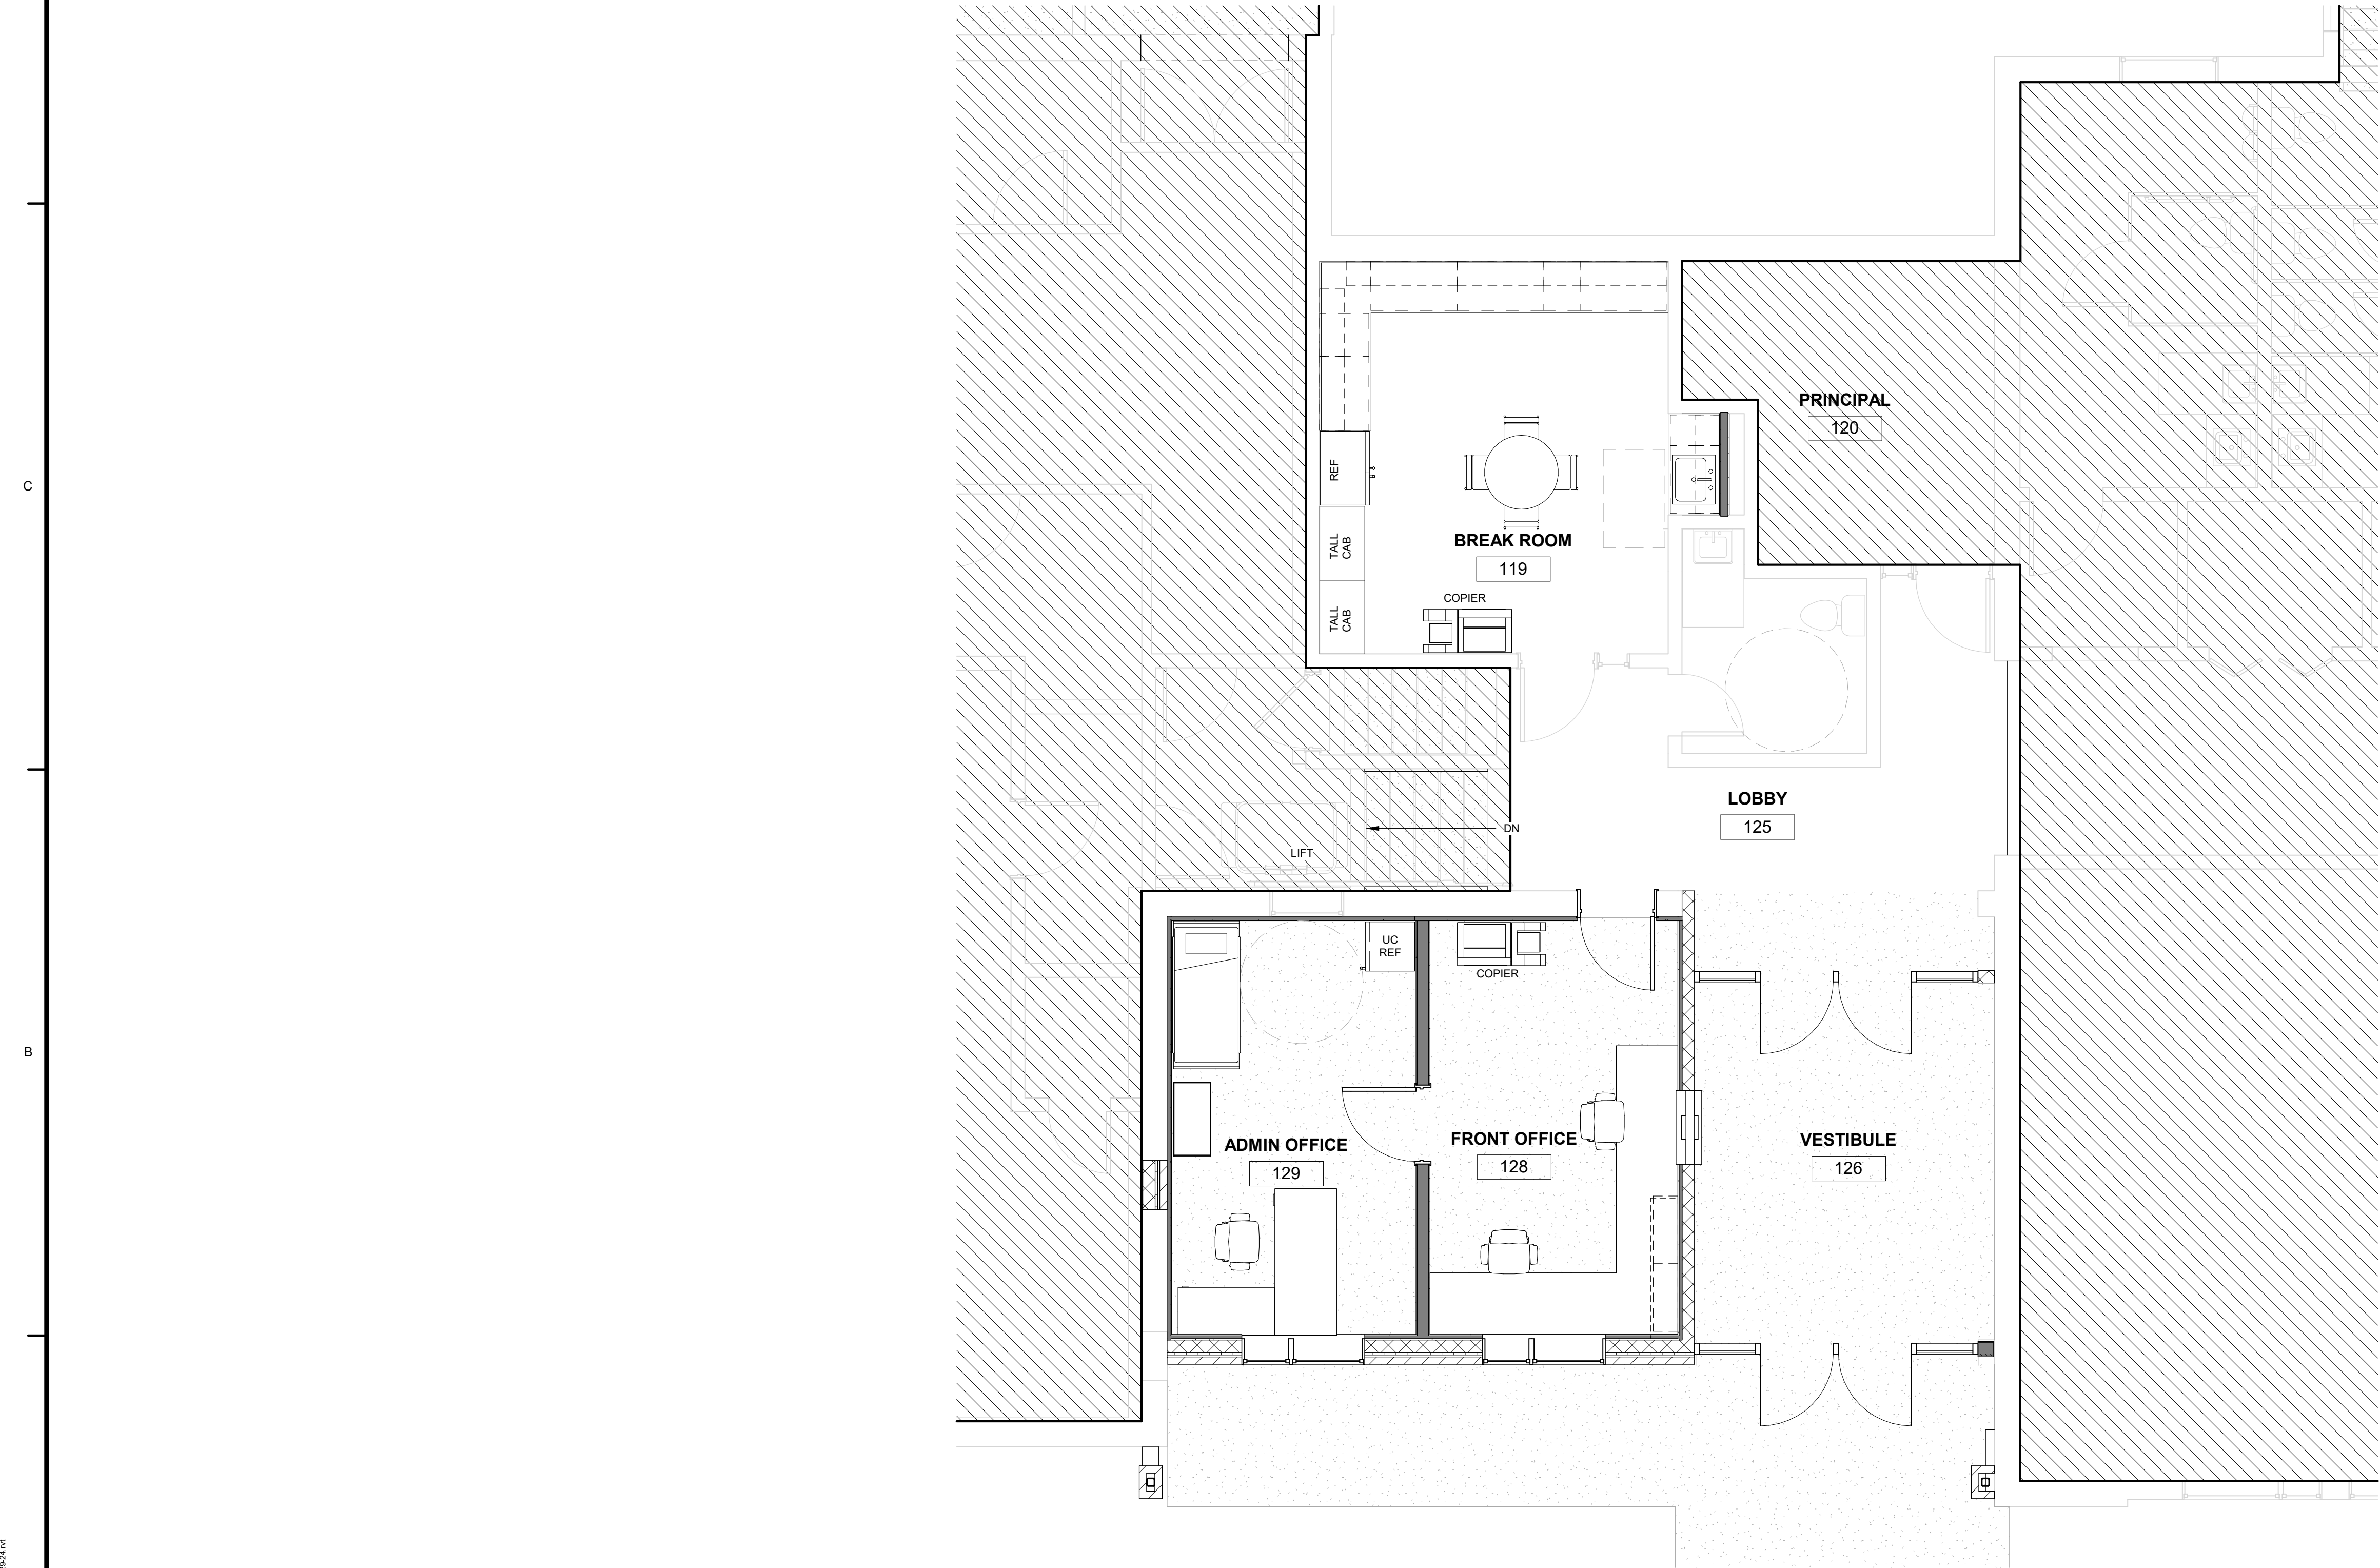 C
B
PRINCIPAL
120
REF
TALL
CAB
TALL
CAB
BREAK ROOM
119
COPIER
LOBBY
125
DN
LIFT
UC
REF
COPIER
ADMIN OFFICE
129
FRONT OFFICE
128
VESTIBULE
126